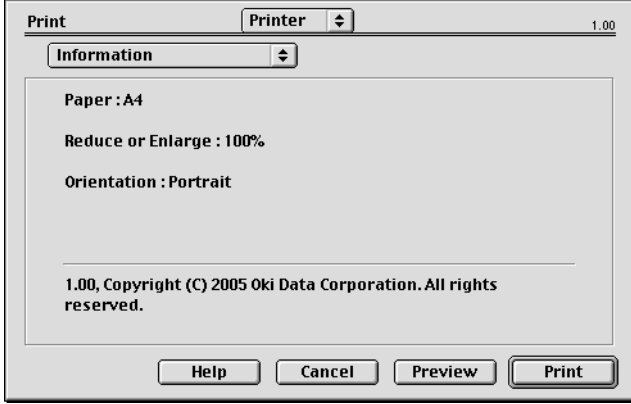 Print Printer 1.00
Information
Paper : A4
Reduce or Enlarge : 100%
Orientation : Portrait
1.00, Copyright (C) 2005 Oki Data Corporation. All rights
reserved.
Help Cancel Preview Print